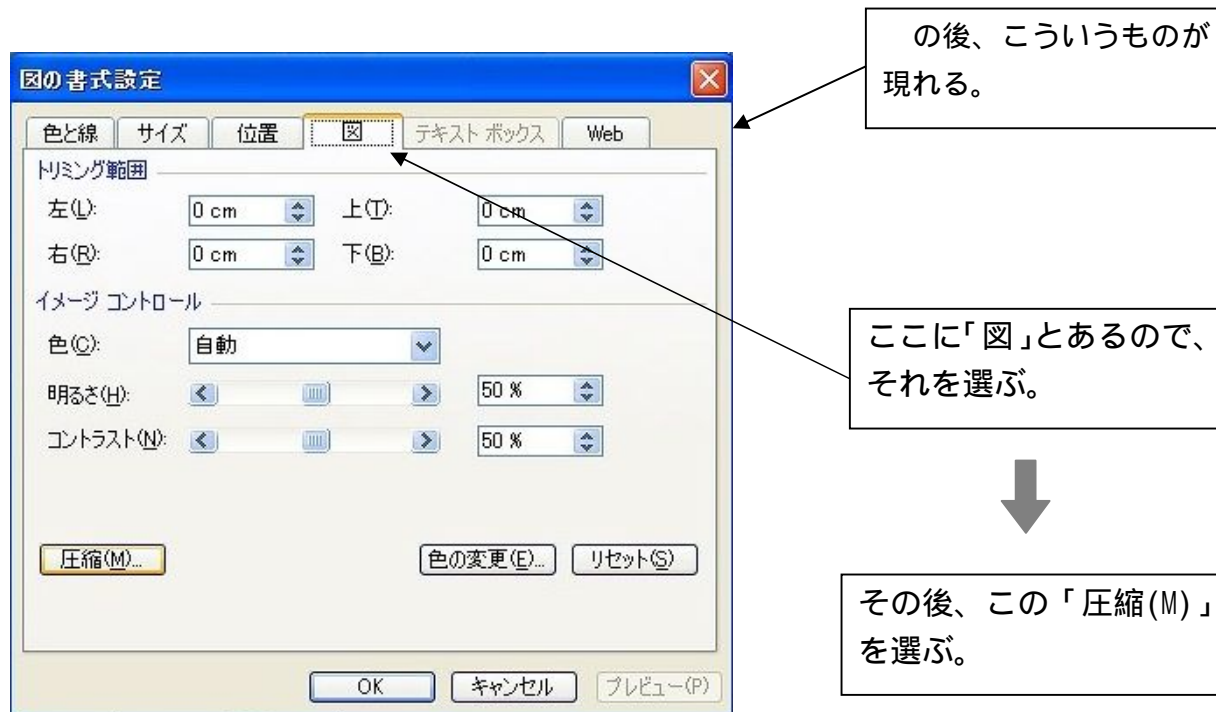 の後、こういうものが
現れる。
図の書式設定
色と線 サイズ 位置 図 テキスト ボックス Web
トリミング範囲
左(L): 0 cm 上(T): 0 cm
右(R): 0 cm 下(B): 0 cm
イメージ コントロール
色(C): 自動
明るさ(H): 50 %
コントラスト(N): 50 %
ここに「図」とあるので、
それを選ぶ。
圧縮(M)... 色の変更(E)... リセット(S)
その後、この「圧縮(M)」
を選ぶ。
OK キャンセル プレビュー(P)